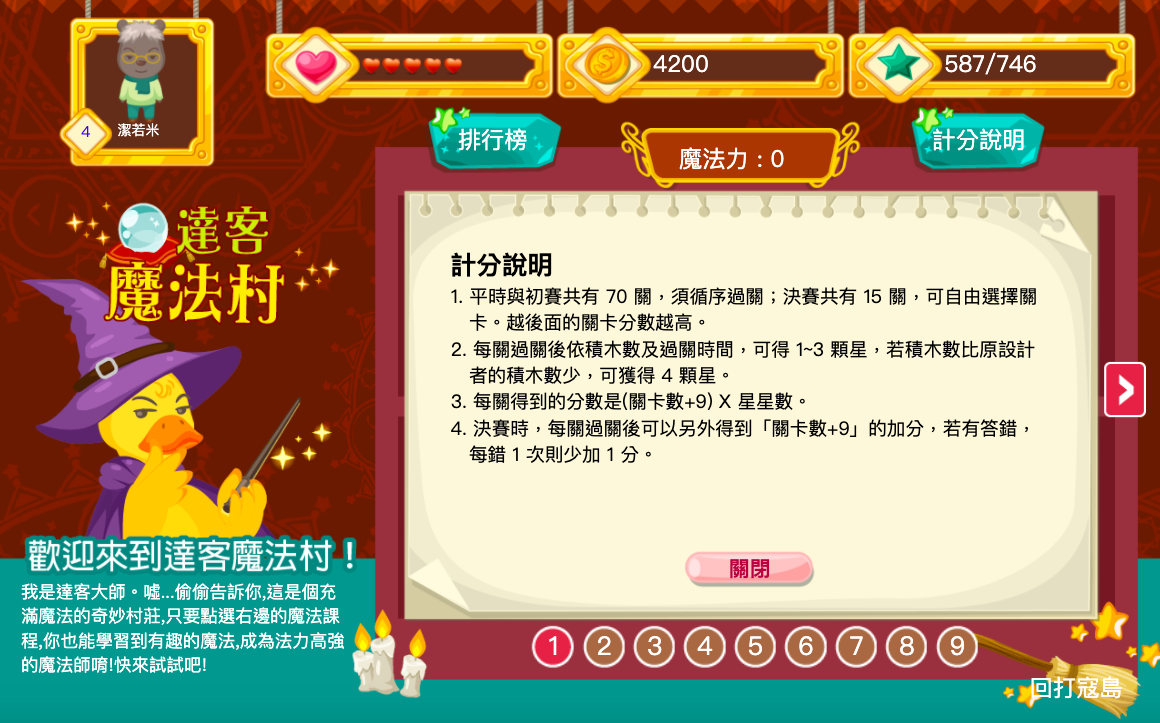 4200
587/746
4
潔若米
排行榜
魔法力：0
計分說明
達客
魔法村
計分說明
1. 平時與初賽共有 70 關，須循序過關；決賽共有 15 關，可自由選擇關
卡。越後面的關卡分數越高。
2. 每關過關後依積木數及過關時間，可得 1~3 顆星，若積木數比原設計
者的積木數少，可獲得 4 顆星。
3. 每關得到的分數是(關卡數+9) X 星星數。
4. 決賽時，每關過關後可以另外得到「關卡數+9」的加分，若有答錯，
每錯 1 次則少加 1 分。
關閉
歡迎來到達客魔法村！
我是達客大師。噓...偷偷告訴你,這是個充
滿魔法的奇妙村莊,只要點選右邊的魔法課
程,你也能學習到有趣的魔法,成為法力高強
的魔法師唷!快來試試吧!
1 2 3 4 5 6 7 8 9
回打寇島